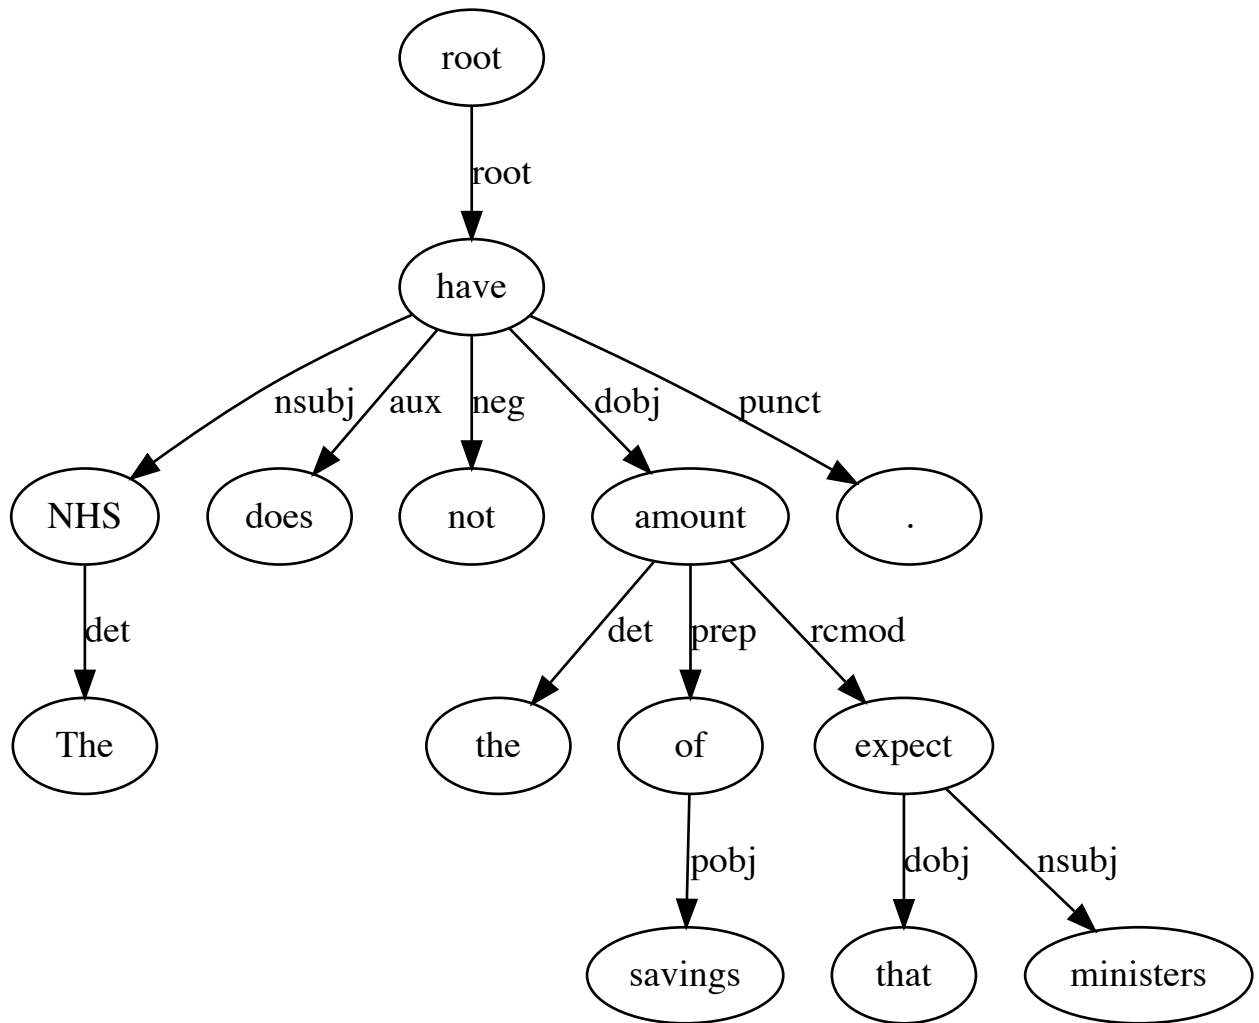 root
root
have
nsubj aux neg dobj punct
NHS does not amount .
det det prep rcmod
The the of expect
pobj dobj nsubj
savings that ministers